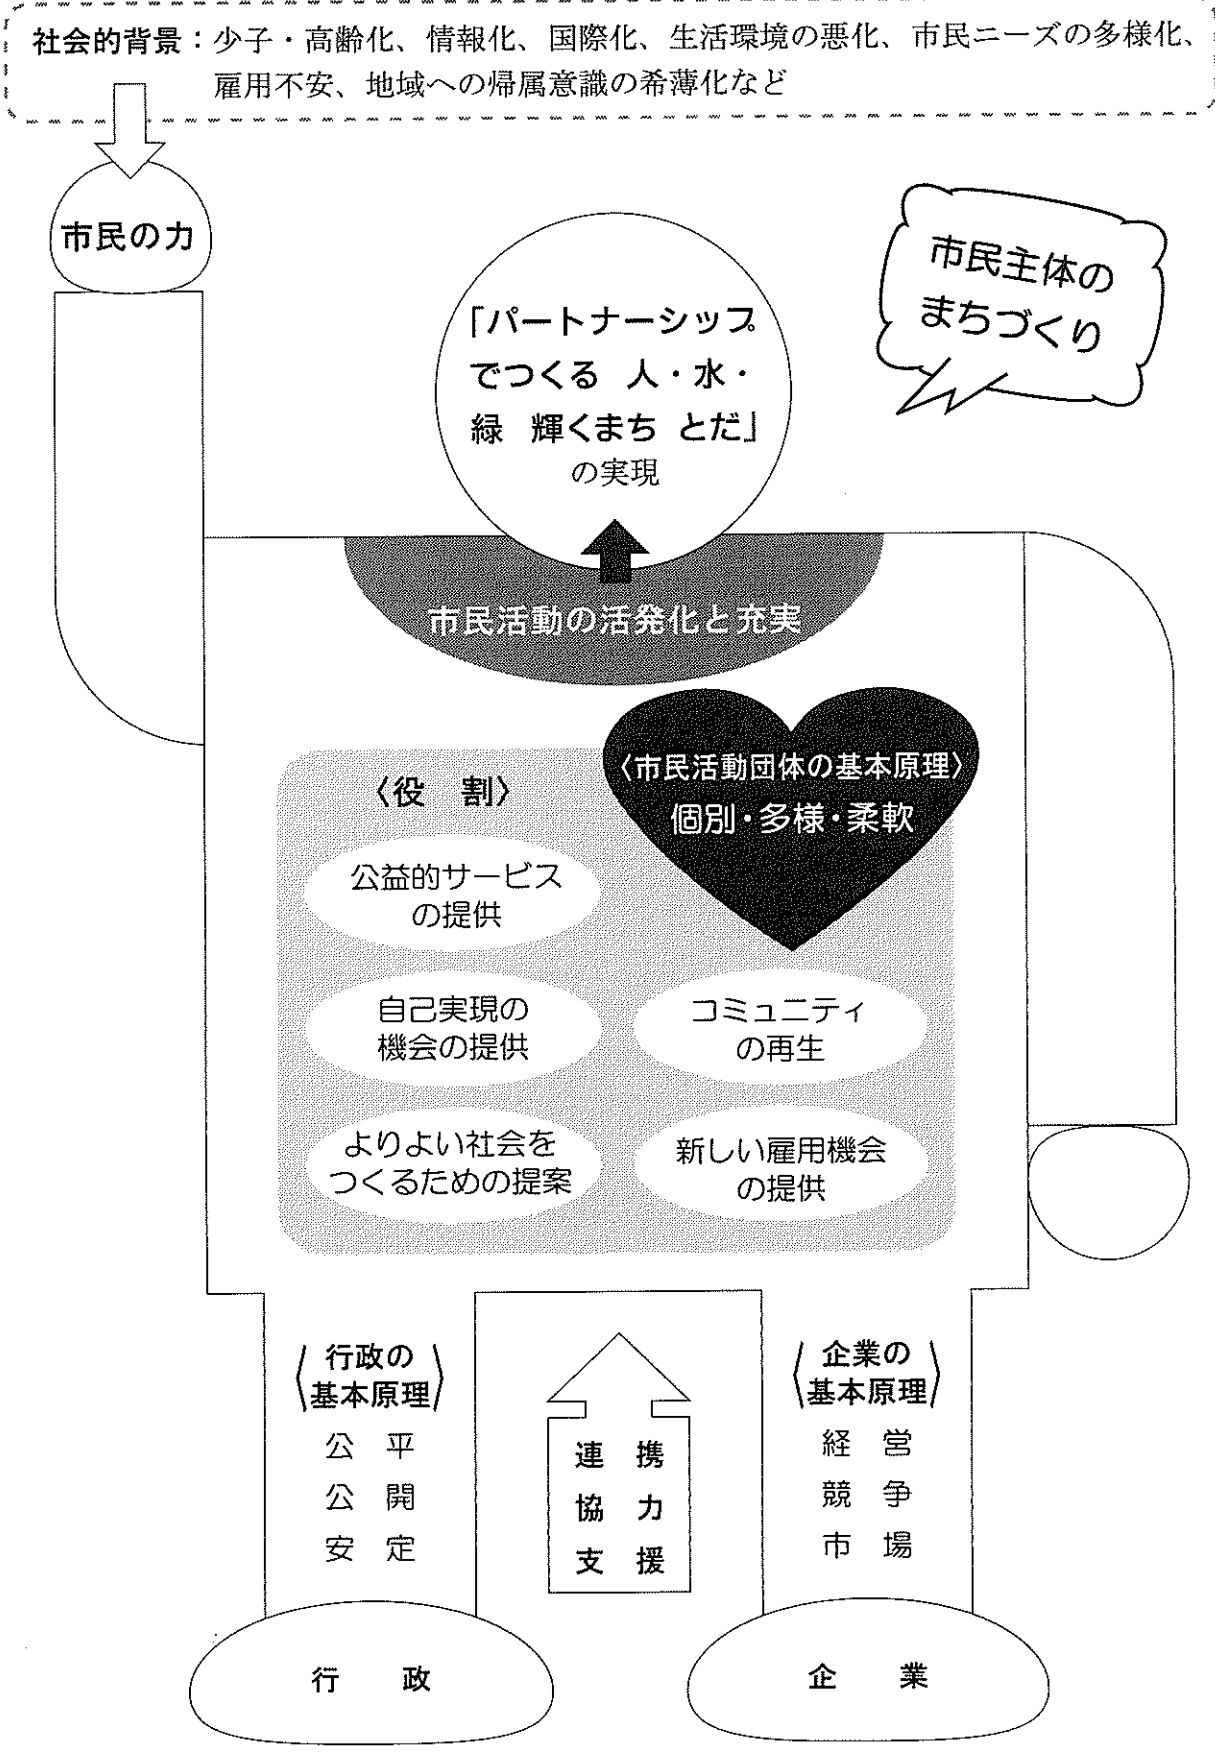 社会的背景：少子・高齢化、情報化、国際化、生活環境の悪化、市民ニーズの多様化、
雇用不安、地域への帰属意識の希薄化など
市民の力
市民主体の
まちづくり
「パートナーシップ
でつくる 人・水・
緑 輝くまち とだ」
の実現
市民活動の活発化と充実
〈市民活動団体の基本原理〉
個別・多様・柔軟
〈役 割〉
公益的サービス
の提供
自己実現の
機会の提供
コミュニティ
の再生
よりよい社会を
つくるための提案
新しい雇用機会
の提供
〈行政の
基本原理〉
公 平
公 開
安 定
連 携
協 力
支 援
〈企業の
基本原理〉
経 営
競 争
市 場
行 政
企 業